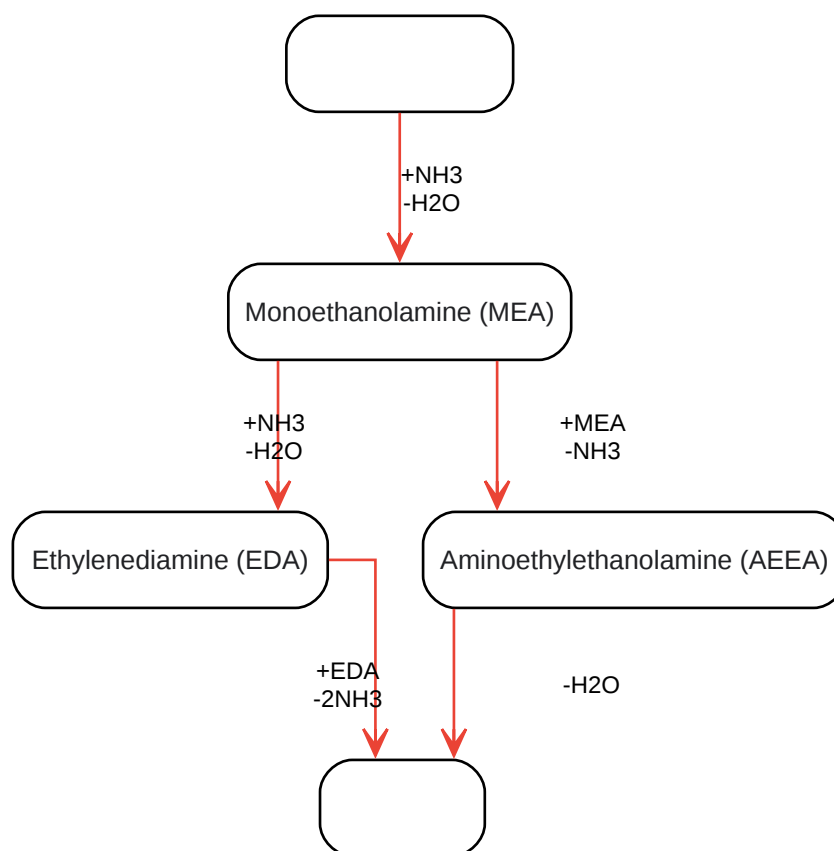 +NH3
-H2O
Monoethanolamine (MEA)
+NH3
-H2O
+MEA
-NH3
Ethylenediamine (EDA)
Aminoethylethanolamine (AEEA)
+EDA
-2NH3
-H2O